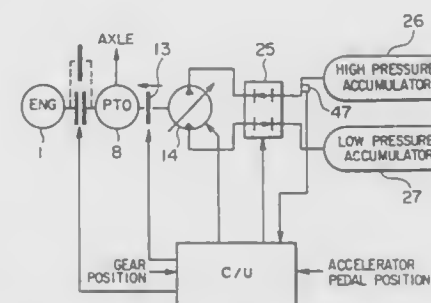 AXLE
13
25
26
ENG
PTO
HIGH PRESSURE
ACCUMULATOR
47
1
8
14
LOW PRESSURE
ACCUMULATOR
27
GEAR
POSITION
C/U
ACCELERATOR
PEDAL POSITION